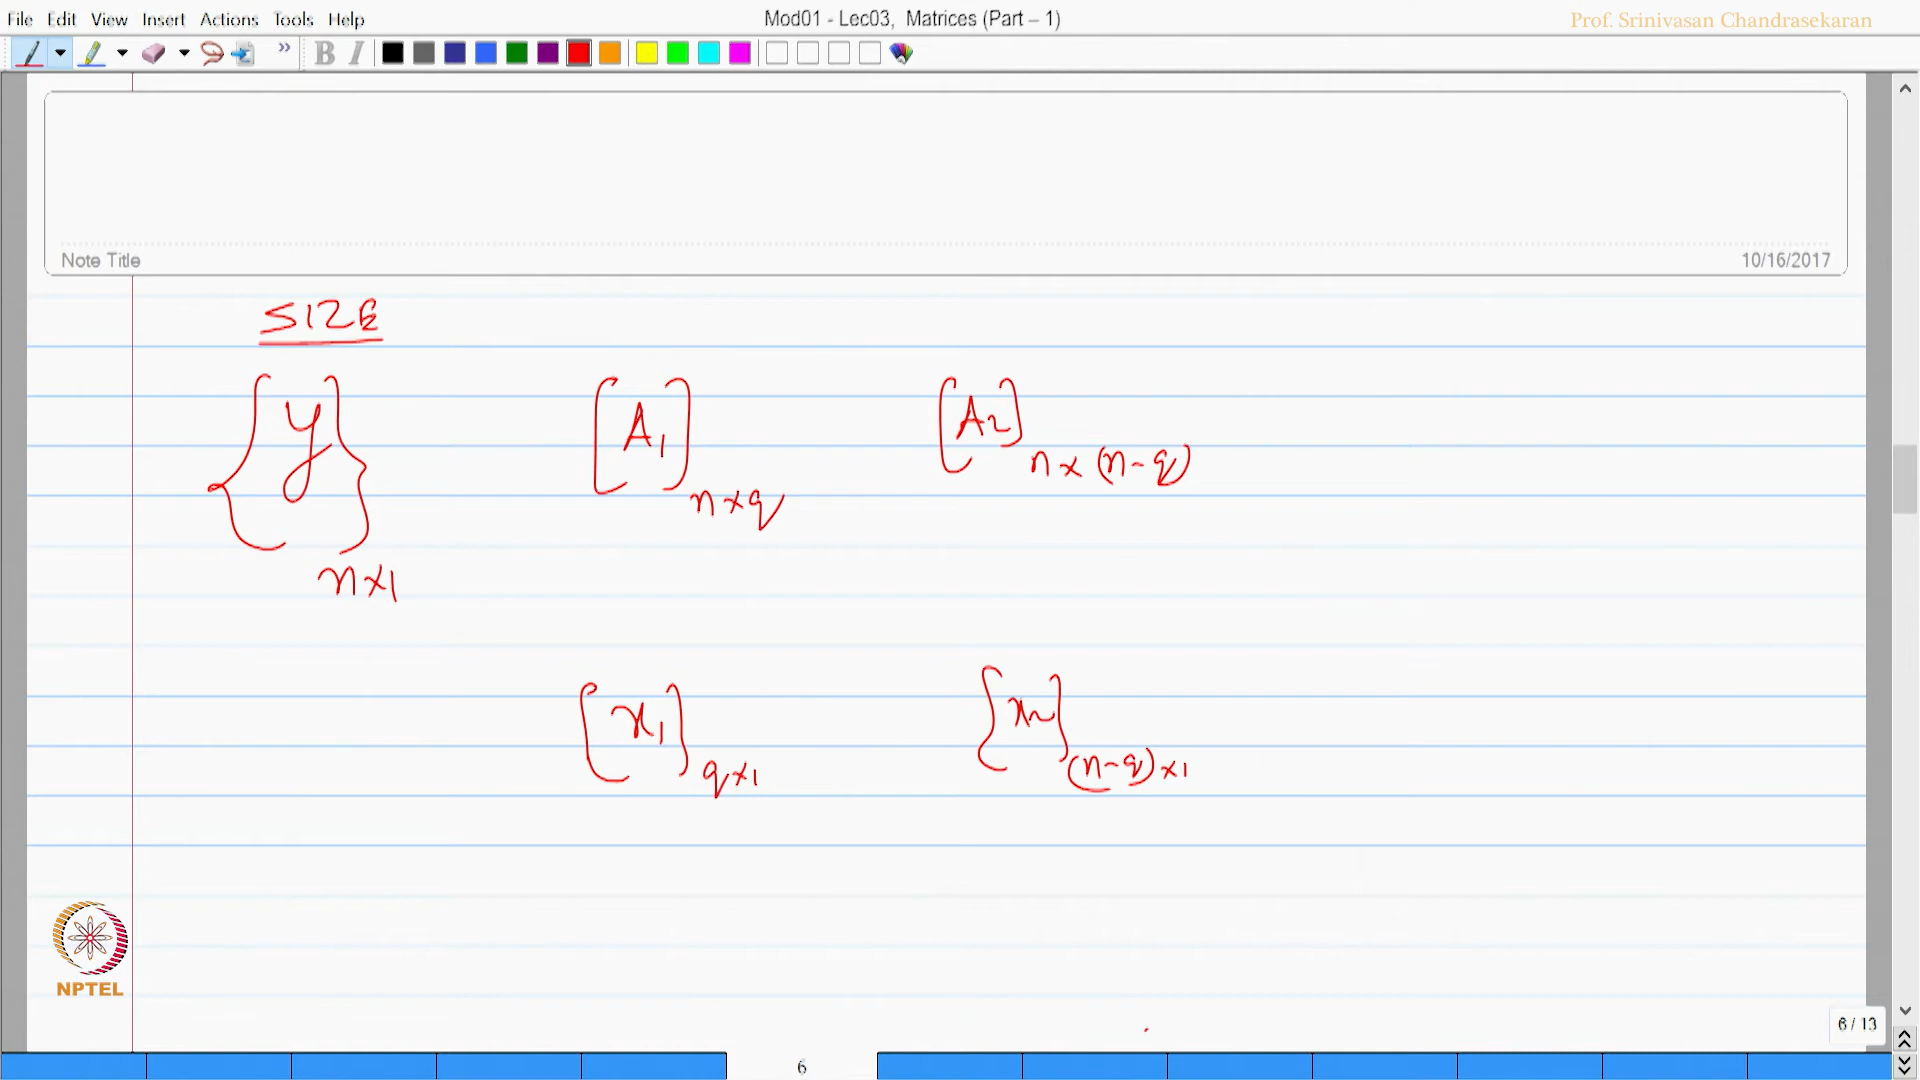 File Edit View Insert Actions Tools Help
Mod01 - Lec03, Matrices (Part – 1)
Prof. Srinivasan Chandrasekaran
B I
Note Title
10/16/2017
SIZE
{y}n×1 [A1]n×q [A2]n×(n-q)
[x1]q×1 {x2}(n-q)×1
NPTEL
6 / 13
6